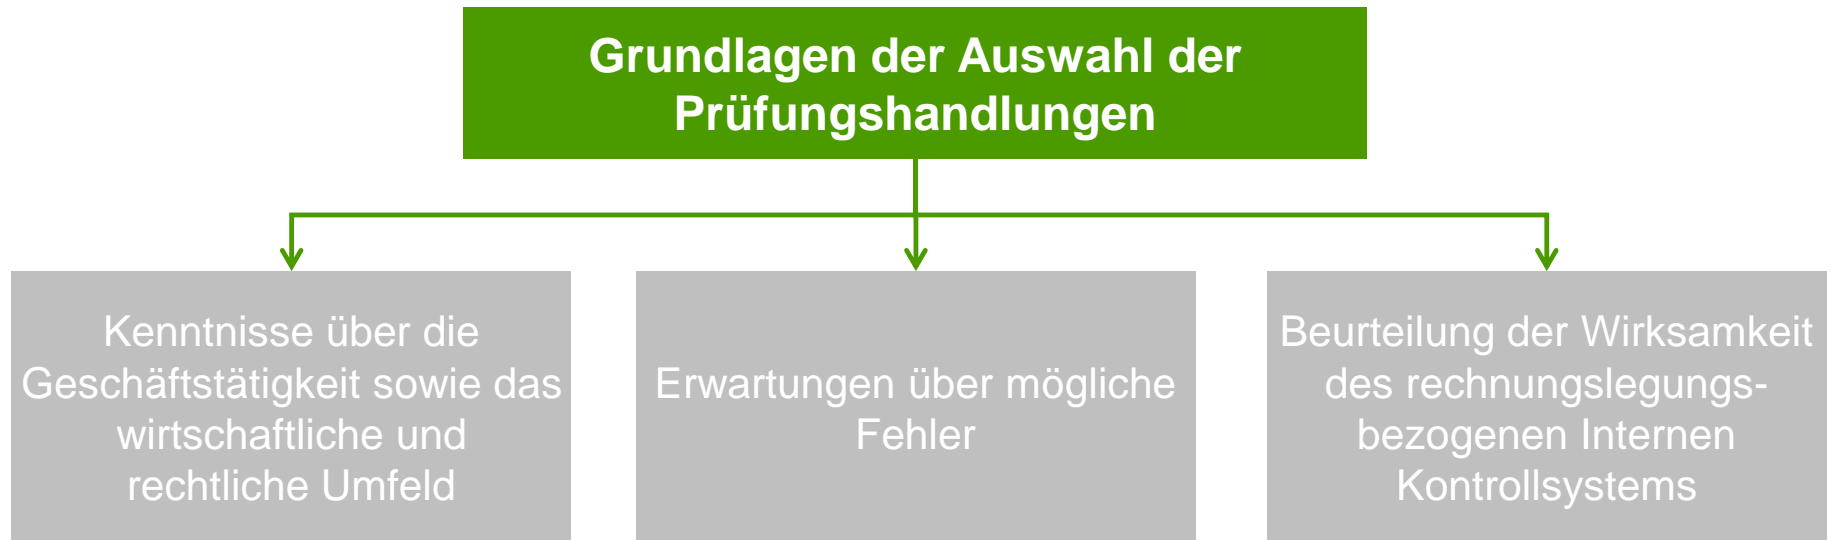 Grundlagen der Auswahl der
Prüfungshandlungen
Kenntnisse über die
Geschäftstätigkeit sowie das
wirtschaftliche und
rechtliche Umfeld
Erwartungen über mögliche
Fehler
Beurteilung der Wirksamkeit
des rechnungslegungs-
bezogenen Internen
Kontrollsystems